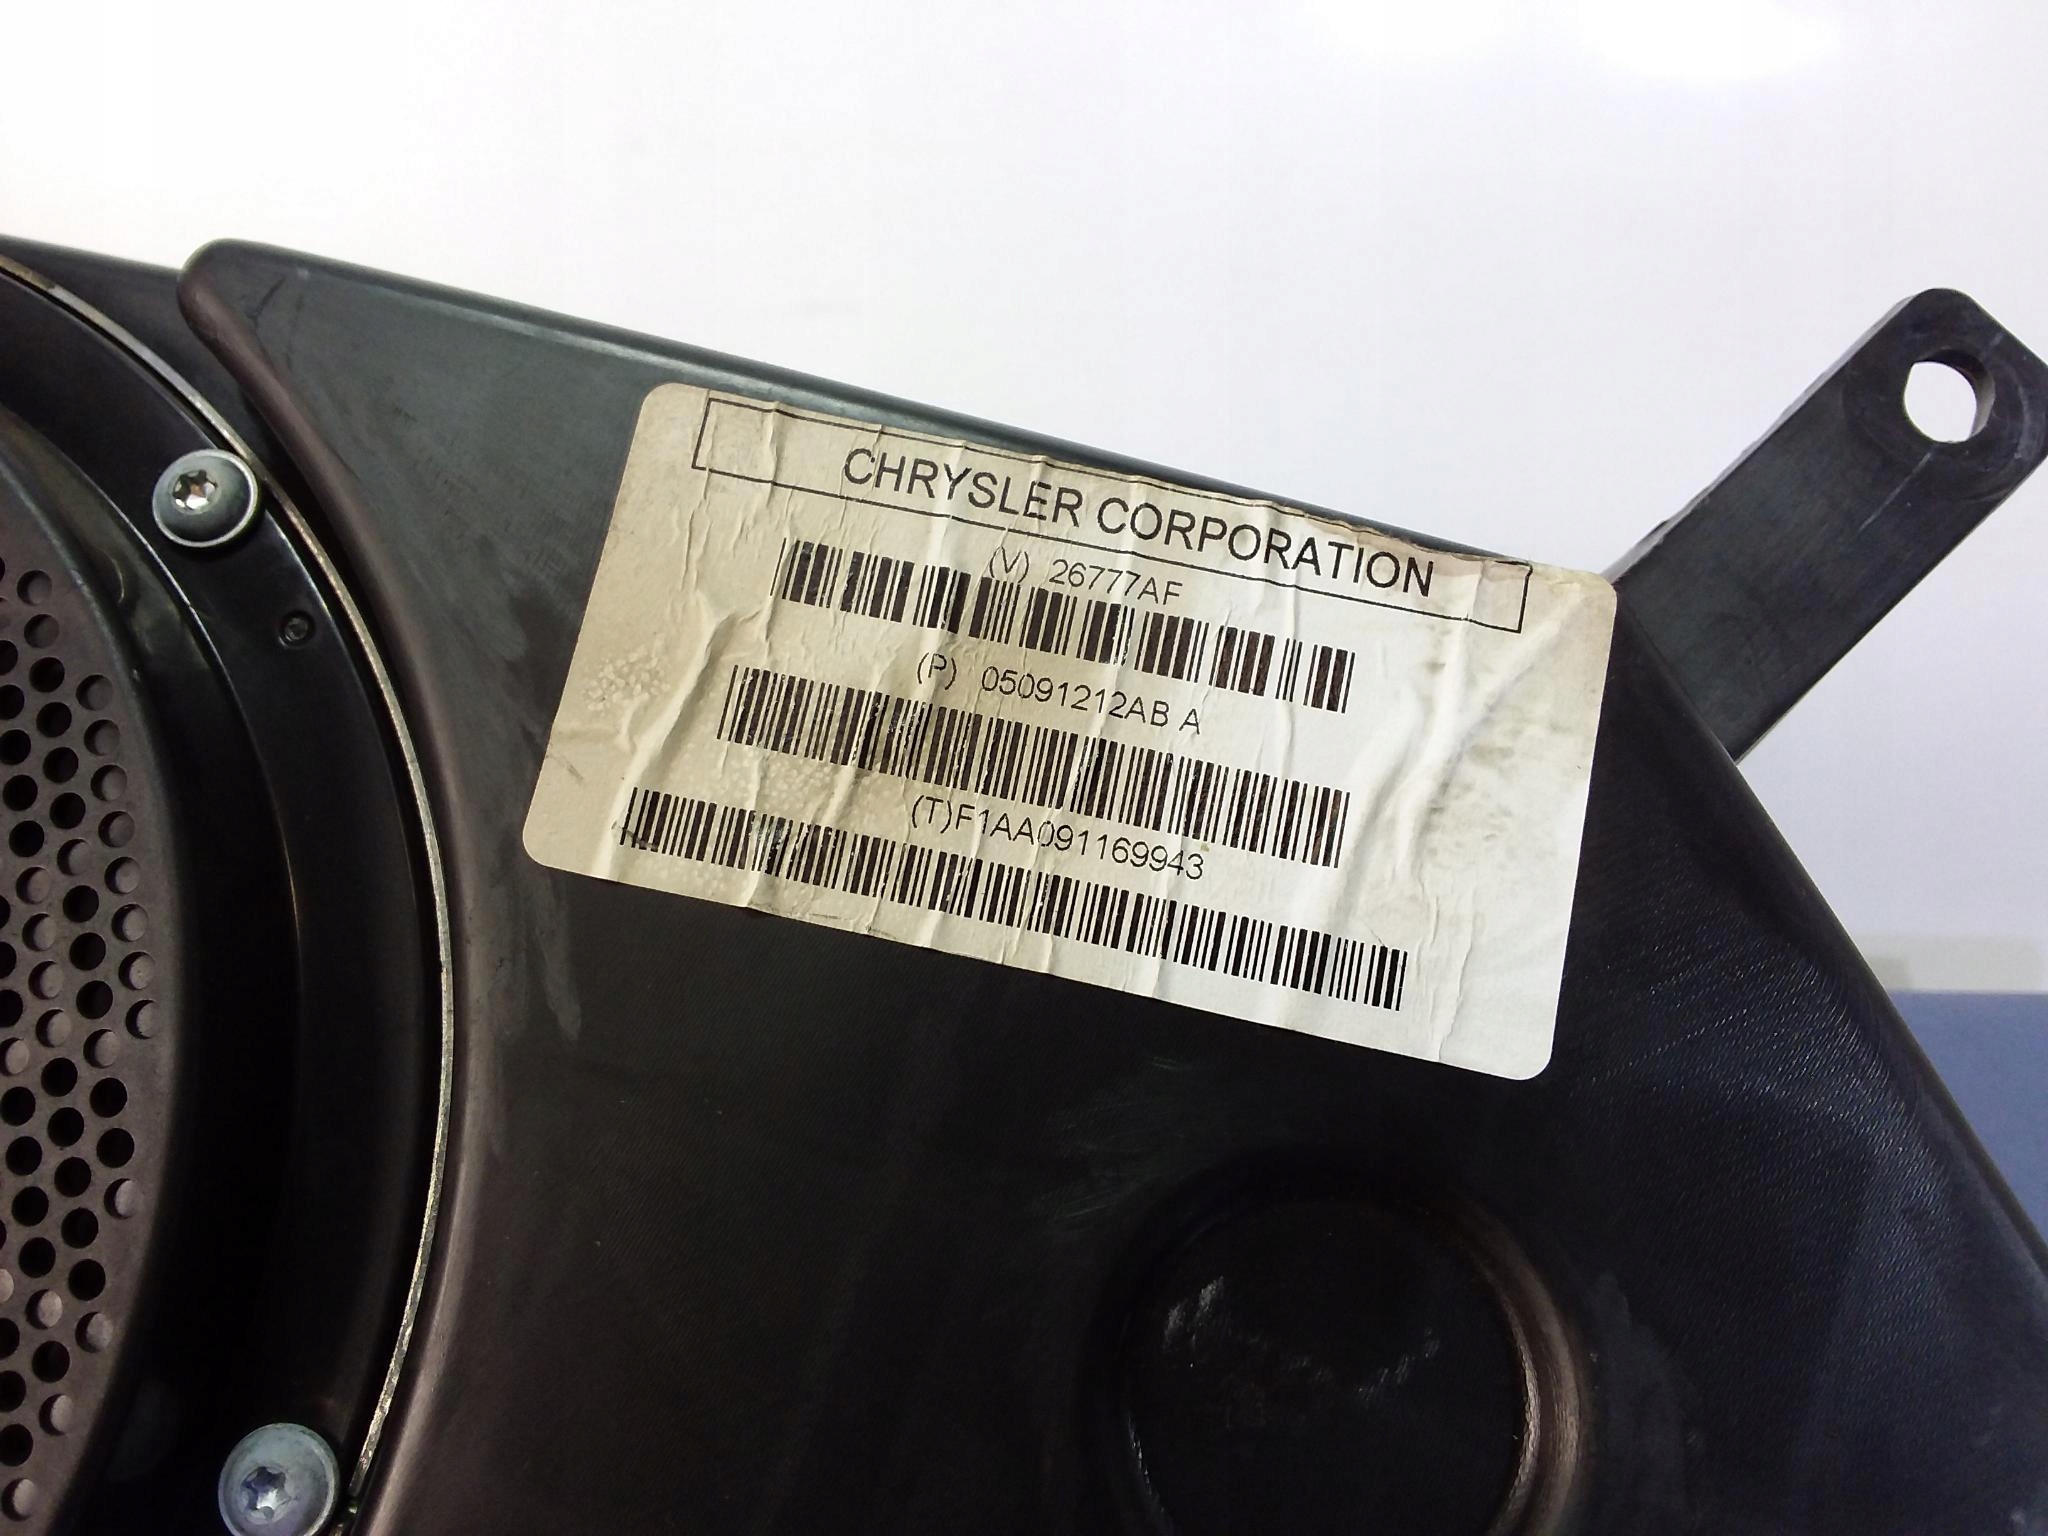 CHRYSLER CORPORATION
(V) 26777AF
(P) 05091212AB A
(T)F1AA091169943